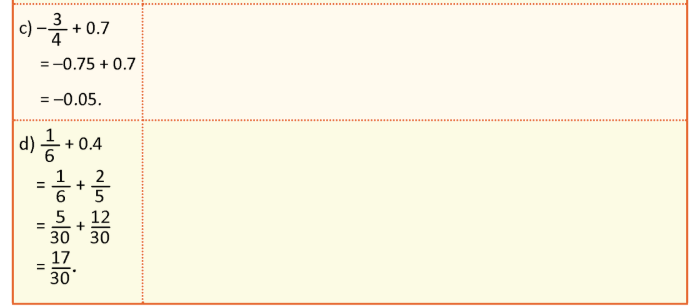 c) −3/4 + 0.7
= −0.75 + 0.7
= −0.05.
d) 1/6 + 0.4
= 1/6 + 2/5
= 5/30 + 12/30
= 17/30.